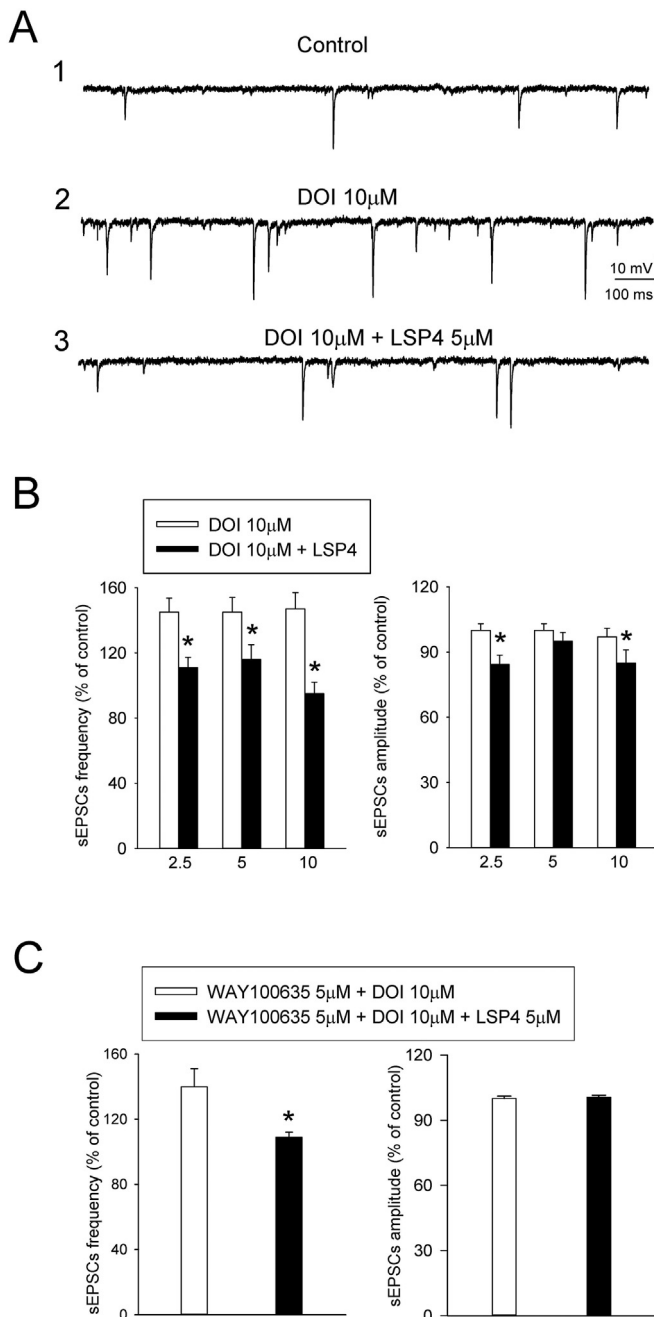 A
Control
1
DOI 10μM
2
10 mV
100 ms
DOI 10μM + LSP4 5μM
3
B
DOI 10μM
DOI 10μM + LSP4
sEPSCs frequency (% of control)
160
120
80
40
0
*
*
*
2.5 5 10
sEPSCs amplitude (% of control)
120
90
60
30
0
*
*
2.5 5 10
C
WAY100635 5μM + DOI 10μM
WAY100635 5μM + DOI 10μM + LSP4 5μM
sEPSCs frequency (% of control)
160
120
80
40
0
*
sEPSCs amplitude (% of control)
120
90
60
30
0